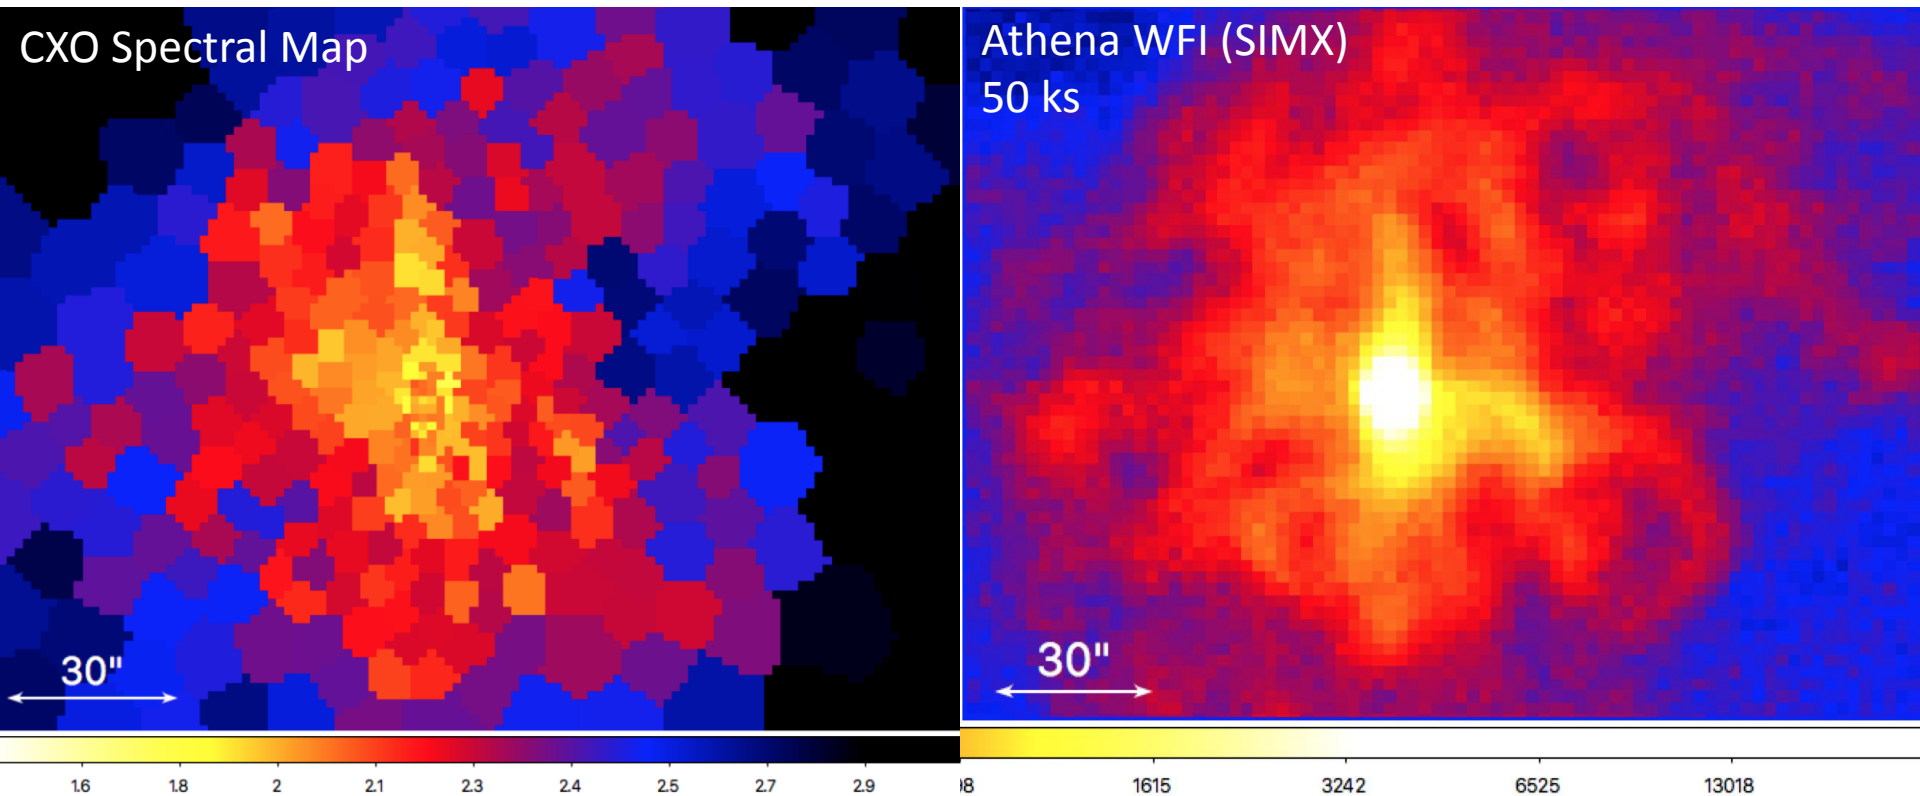 CXO Spectral Map
30"
1.6 1.8 2 2.1 2.3 2.4 2.5 2.7 2.9
Athena WFI (SIMX)
50 ks
30"
98 1615 3242 6525 13018